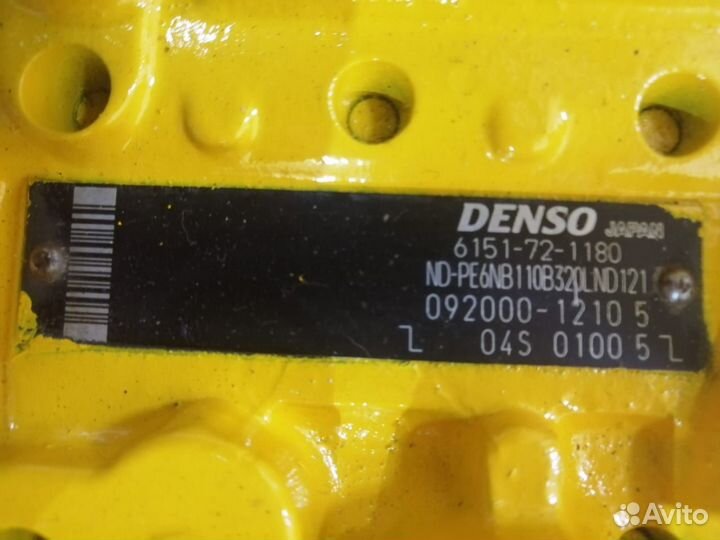 DENSO JAPAN
6151-72-1180
ND-PE6NB110B320LND121
092000-1210 5
04S 0100 5
Avito